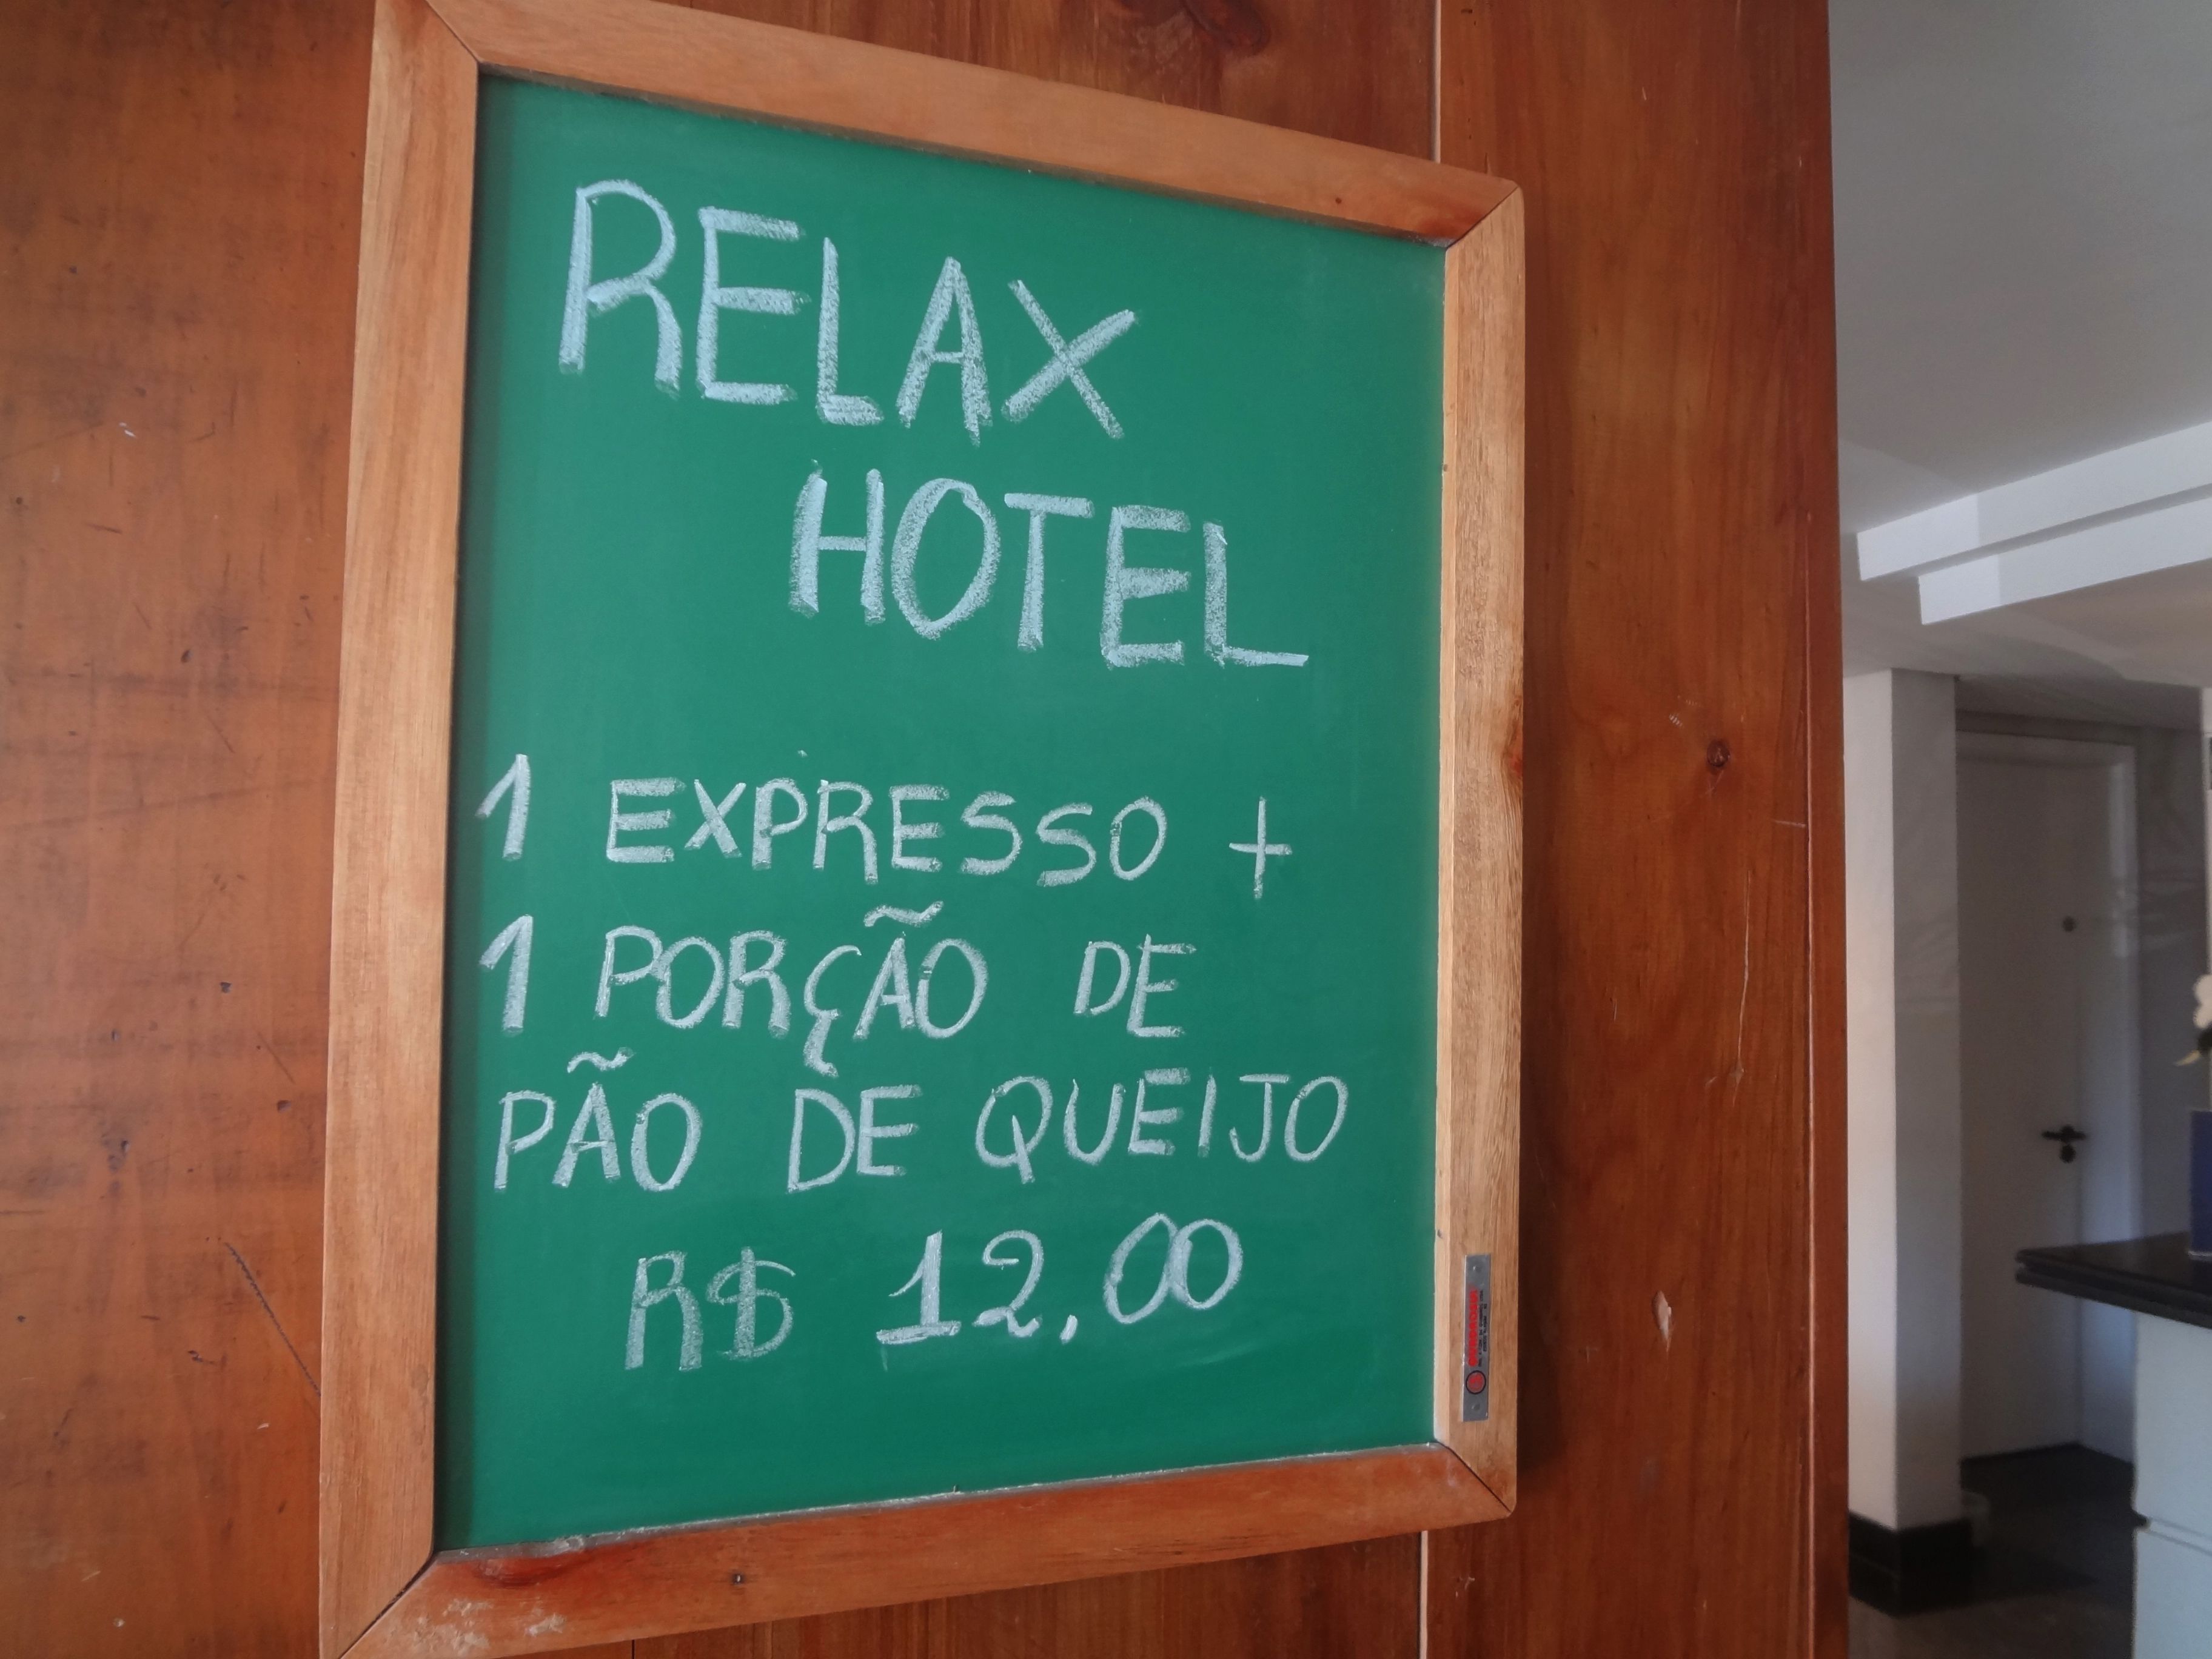 RELAX
HOTEL
1 EXPRESSO +
1 PORÇÃO DE
PÃO DE QUEIJO
R$ 12,00